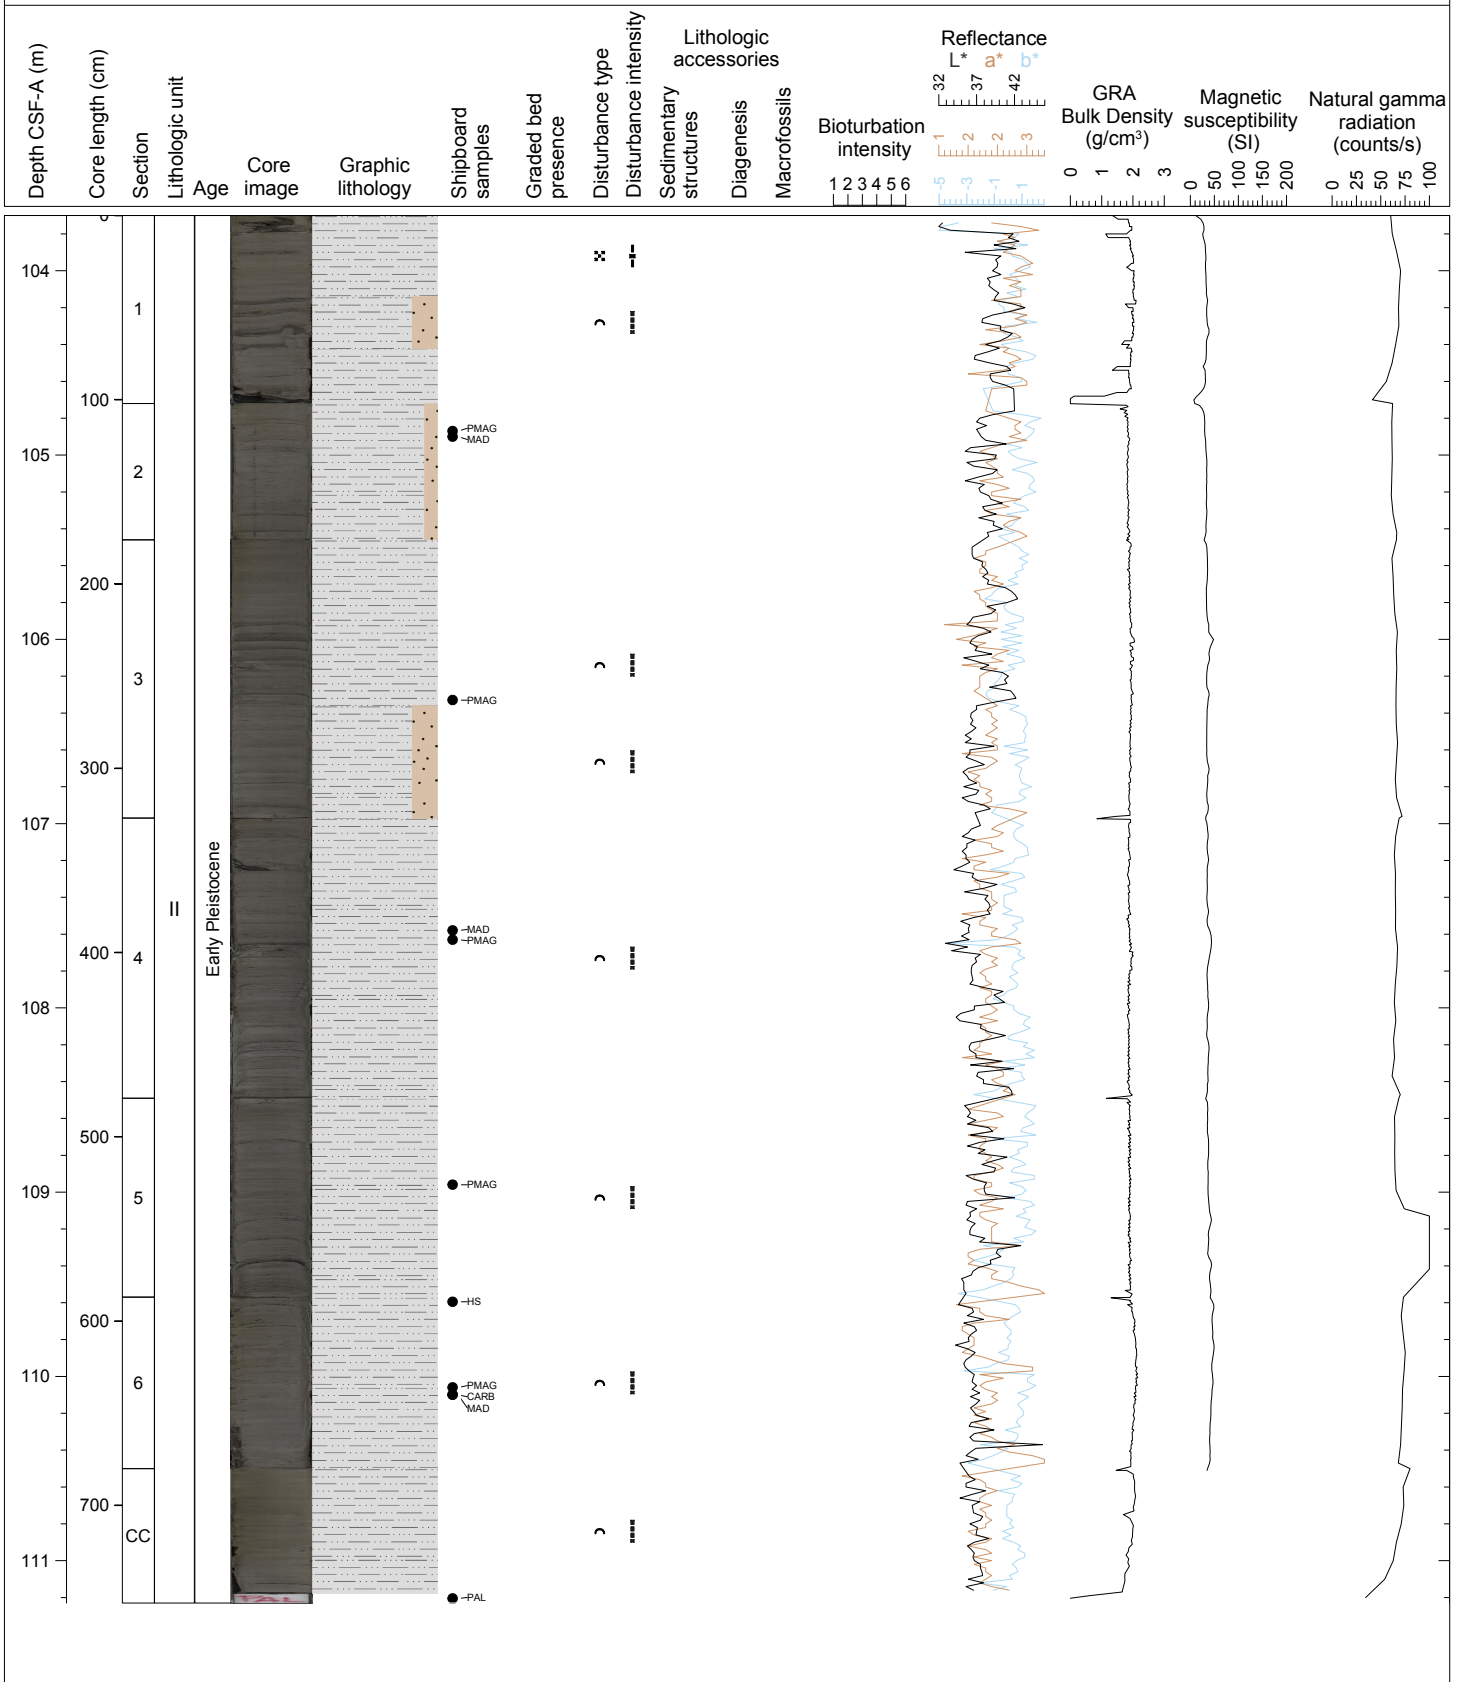 Depth CSF-A (m)
Core length (cm)
Section
Lithologic unit
Age
Core
image
Graphic
lithology
Shipboard
samples
Graded bed
presence
Disturbance type
Disturbance intensity
Lithologic
accessories
Sedimentary
structures
Diagenesis
Macrofossils
Bioturbation
intensity
1 2 3 4 5 6
Reflectance
L* a* b*
32 37 42
1 2 2 3
-5 -3 -1 1
GRA
Bulk Density
(g/cm³)
0 1 2 3
Magnetic
susceptibility
(SI)
0 50 100 150 200
Natural gamma
radiation
(counts/s)
0 25 50 75 100
0
104
1
100
PMAG
MAD
105
2
200
106
3
PMAG
300
107
II
Early Pleistocene
MAD
PMAG
400
4
108
500
PMAG
109
5
HS
600
110
6
PMAG
CARB
MAD
700
CC
111
PAL
PAL